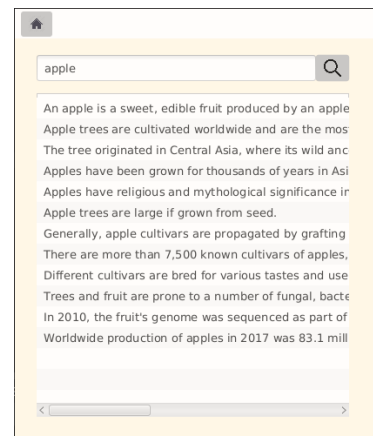 apple
An apple is a sweet, edible fruit produced by an apple
Apple trees are cultivated worldwide and are the mos
The tree originated in Central Asia, where its wild anc
Apples have been grown for thousands of years in Asi
Apples have religious and mythological significance in
Apple trees are large if grown from seed.
Generally, apple cultivars are propagated by grafting
There are more than 7,500 known cultivars of apples,
Different cultivars are bred for various tastes and use
Trees and fruit are prone to a number of fungal, bacte
In 2010, the fruit's genome was sequenced as part of
Worldwide production of apples in 2017 was 83.1 mill